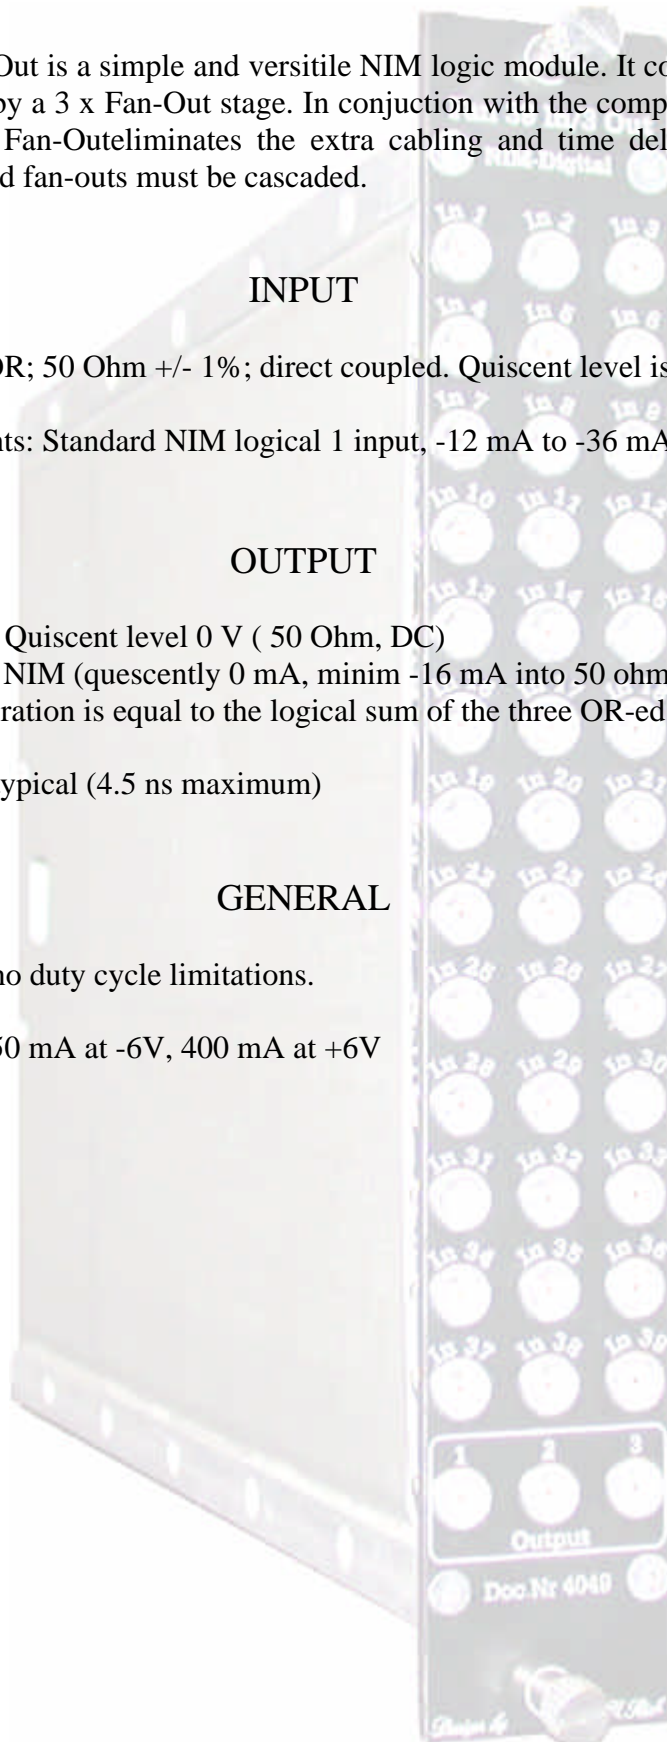 Out is a simple and versitile NIM logic module. It co
by a 3 x Fan-Out stage. In conjuction with the comp
Fan-Outeliminates the extra cabling and time del
d fan-outs must be cascaded.
INPUT
OR; 50 Ohm +/- 1%; direct coupled. Quiscent level is
nts: Standard NIM logical 1 input, -12 mA to -36 mA
OUTPUT
Quiscent level 0 V ( 50 Ohm, DC)
NIM (quescently 0 mA, minim -16 mA into 50 ohm
ration is equal to the logical sum of the three OR-ed
ypical (4.5 ns maximum)
GENERAL
no duty cycle limitations.
50 mA at -6V, 400 mA at +6V
NIM-Digital
In 1 In 2 In 3
In 4 In 5 In 6
In 7 In 8 In 9
In 10 In 11 In 12
In 13 In 14 In 15
In 19 In 20 In 21
In 22 In 23 In 24
In 25 In 26 In 27
In 28 In 29 In 30
In 31 In 32 In 33
In 34 In 35 In 36
In 37 In 38 In 39
1 2 3
Output
Doc.Nr 4049
Design by